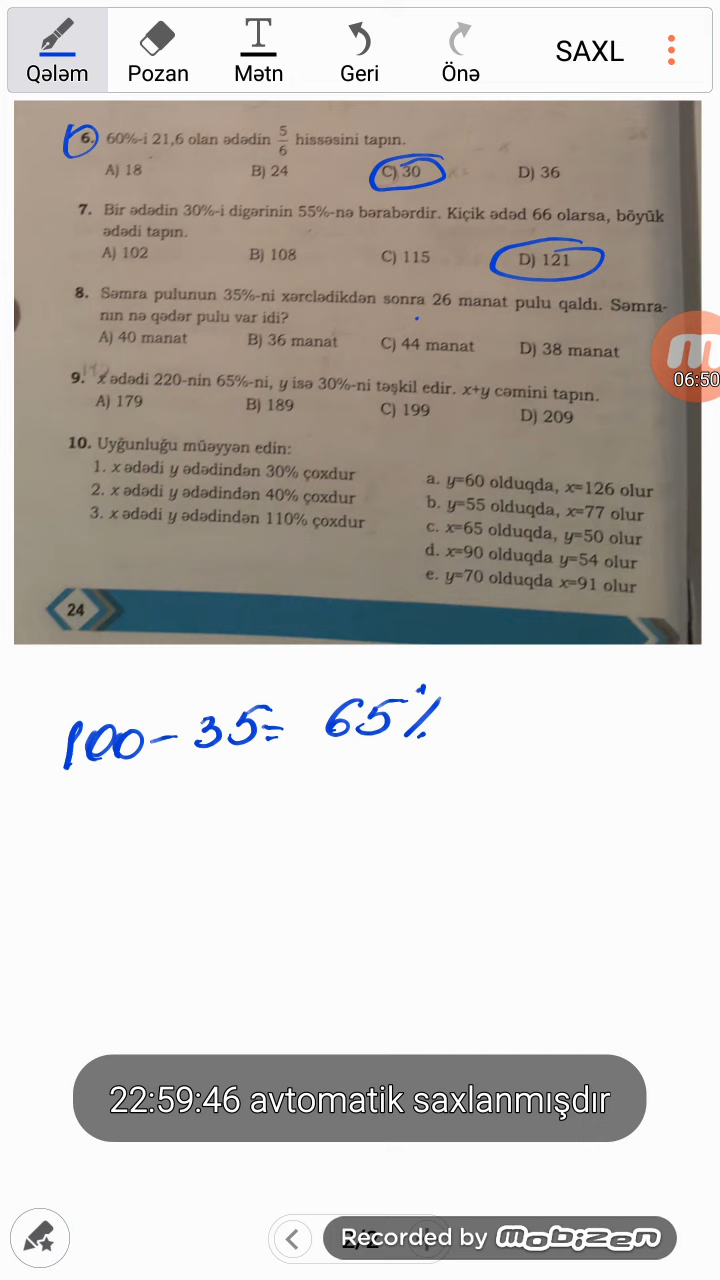 Qələm Pozan Mətn Geri Önə SAXL
6. 60%-i 21,6 olan ədədin 5/6 hissəsini tapın.
A) 18 B) 24 C) 30 D) 36
7. Bir ədədin 30%-i digərinin 55%-nə bərabərdir. Kiçik ədəd 66 olarsa, böyük
ədədi tapın.
A) 102 B) 108 C) 115 D) 121
8. Səmra pulunun 35%-ni xərclədikdən sonra 26 manat pulu qaldı. Səmra-
nın nə qədər pulu var idi?
A) 40 manat B) 36 manat C) 44 manat D) 38 manat
06:50
9. x ədədi 220-nin 65%-ni, y isə 30%-ni təşkil edir. x+y cəmini tapın.
A) 179 B) 189 C) 199 D) 209
10. Uyğunluğu müəyyən edin:
1. x ədədi y ədədindən 30% çoxdur
2. x ədədi y ədədindən 40% çoxdur
3. x ədədi y ədədindən 110% çoxdur
a. y=60 olduqda, x=126 olur
b. y=55 olduqda, x=77 olur
c. x=65 olduqda, y=50 olur
d. x=90 olduqda y=54 olur
e. y=70 olduqda x=91 olur
24
100-35= 65%
22:59:46 avtomatik saxlanmışdır
2/2
Recorded by mobizen